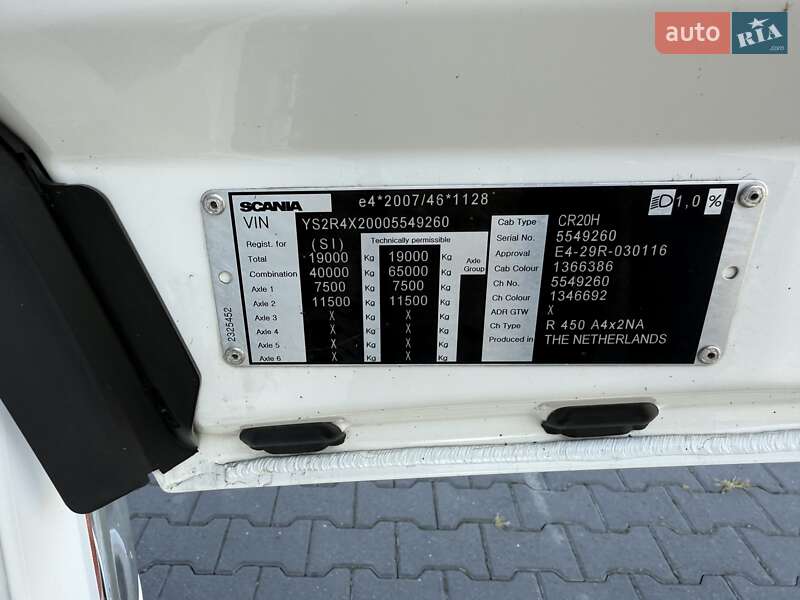 auto RIA.com
SCANIA e4*2007/46*1128
VIN YS2R4X20005549260
Regist. for (SI) Technically permissible
Total 19000 Kg 19000 Kg Axle Group
Combination 40000 Kg 65000 Kg
Axle 1 7500 Kg 7500 Kg
Axle 2 11500 Kg 11500 Kg
Axle 3 X Kg X Kg
Axle 4 X Kg X Kg
Axle 5 X Kg X Kg
Axle 6 X Kg X Kg
Cab Type CR20H 1,0 %
Serial No. 5549260
Approval E4-29R-030116
Cab Colour 1366386
Ch No. 5549260
Ch Colour 1346692
ADR GTW X
Ch Type R 450 A4x2NA
Produced in THE NETHERLANDS
2325452